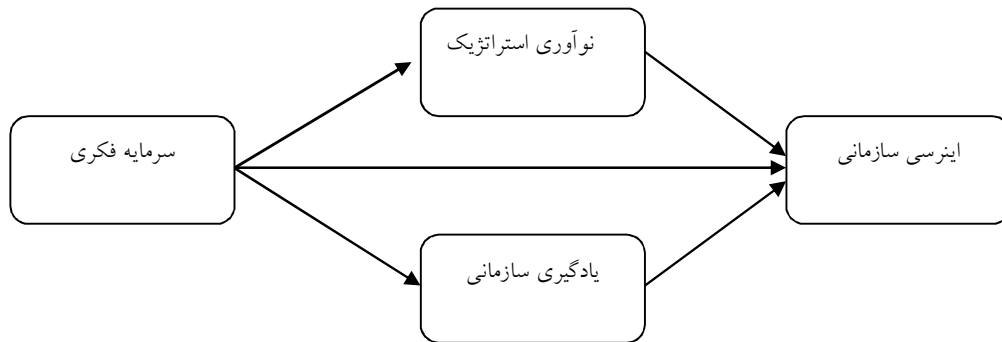 نوآوری استراتژیک
سرمایه فکری
اینرسی سازمانی
یادگیری سازمانی